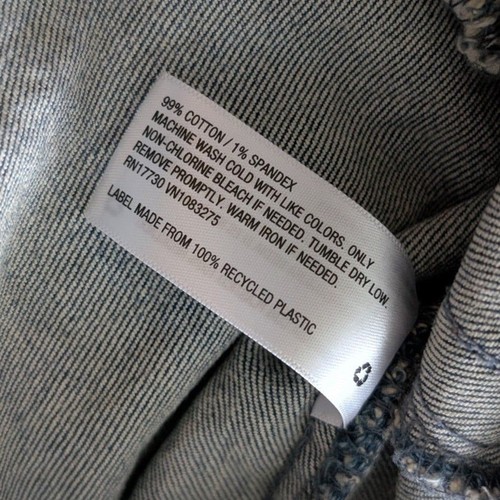 99% COTTON / 1% SPANDEX
MACHINE WASH COLD WITH LIKE COLORS. ONLY
NON-CHLORINE BLEACH IF NEEDED. TUMBLE DRY LOW.
REMOVE PROMPTLY. WARM IRON IF NEEDED.
RN17730 VN1083275
LABEL MADE FROM 100% RECYCLED PLASTIC